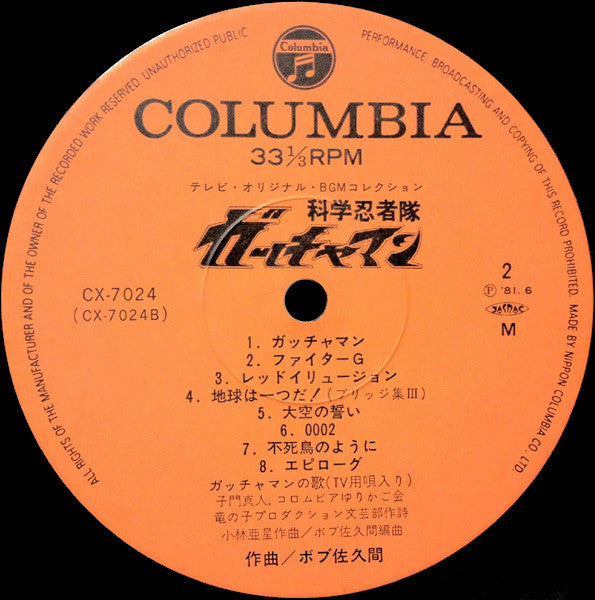 ALL RIGHTS OF THE MANUFACTURER AND OF THE OWNER OF THE RECORDED WORK RESERVED UNAUTHORIZED PUBLIC PERFORMANCE, BROADCASTING AND COPYING OF THIS RECORD PROHIBITED. MADE BY NIPPON COLUMBIA CO. LTD.
Columbia
COLUMBIA
33 1/3 RPM
テレビ・オリジナル・BGMコレクション
科学忍者隊
ガッチャマン
CX-7024
(CX-7024B)
2
Ⓟ '81.6
JASRAC
M
1. ガッチャマン
2. ファイターG
3. レッドイリュージョン
4. 地球は一つだ!(ブリッジ集III)
5. 大空の誓い
6. 0002
7. 不死鳥のように
8. エピローグ
ガッチャマンの歌(TV用唄入り)
子門真人、コロムビアゆりかご会
竜の子プロダクション文芸部作詩
小林亜星作曲/ボブ佐久間編曲
作曲/ボブ佐久間